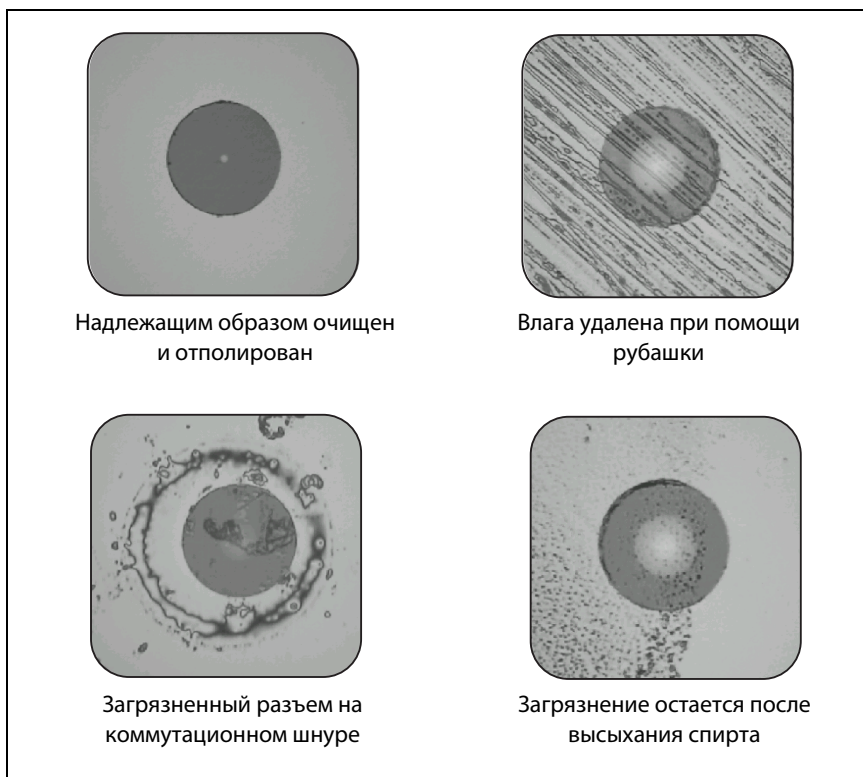 Надлежащим образом очищен
и отполирован
Влага удалена при помощи
рубашки
Загрязненный разъем на
коммутационном шнуре
Загрязнение остается после
высыхания спирта